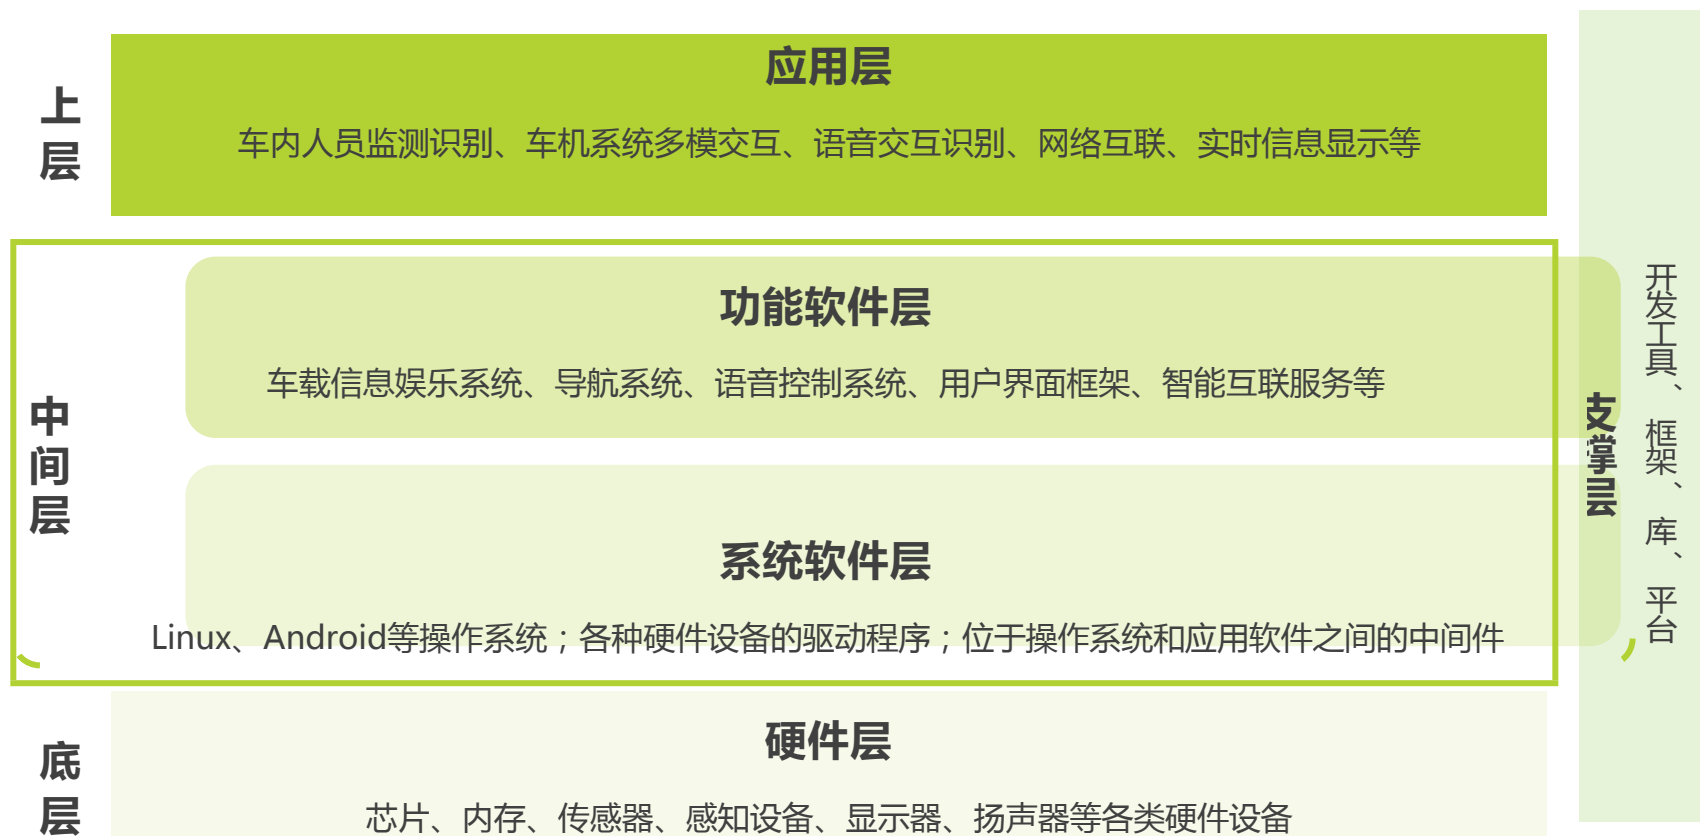 上层
应用层
车内人员监测识别、车机系统多模交互、语音交互识别、网络互联、实时信息显示等
中间层
功能软件层
车载信息娱乐系统、导航系统、语音控制系统、用户界面框架、智能互联服务等
系统软件层
Linux、Android等操作系统；各种硬件设备的驱动程序；位于操作系统和应用软件之间的中间件
底层
硬件层
芯片、内存、传感器、感知设备、显示器、扬声器等各类硬件设备
支撑层
开发工具、框架、库、平台